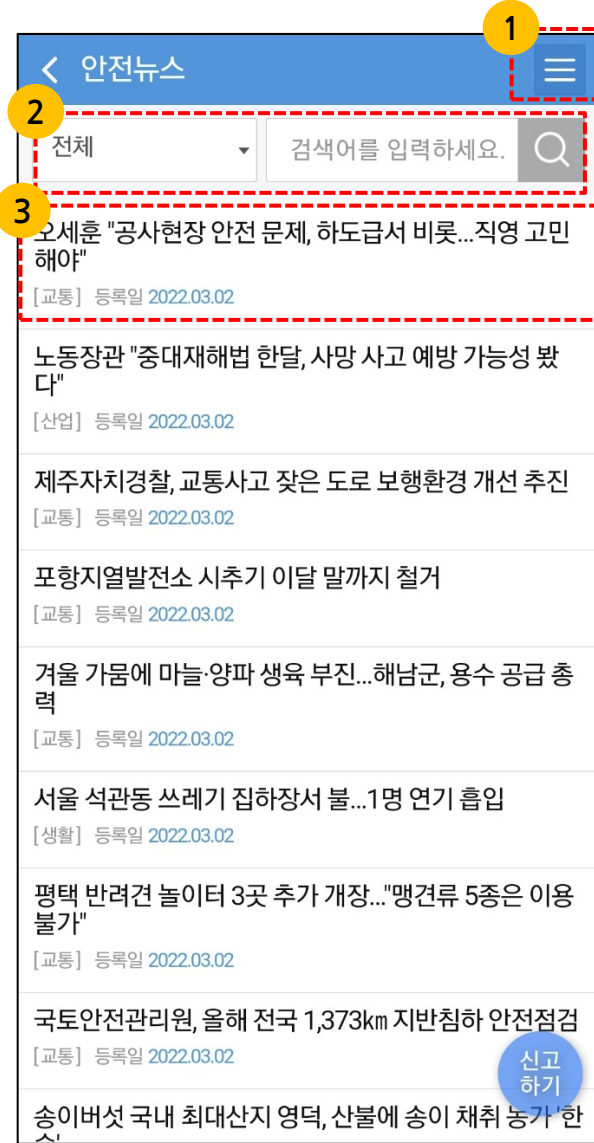 1
안전뉴스
2
전체
검색어를 입력하세요.
3
오세훈 "공사현장 안전 문제, 하도급서 비롯...직영 고민
해야"
[교통] 등록일 2022.03.02
노동장관 "중대재해법 한달, 사망 사고 예방 가능성 봤
다"
[산업] 등록일 2022.03.02
제주자치경찰, 교통사고 잦은 도로 보행환경 개선 추진
[교통] 등록일 2022.03.02
포항지열발전소 시추기 이달 말까지 철거
[교통] 등록일 2022.03.02
겨울 가뭄에 마늘·양파 생육 부진...해남군, 용수 공급 총
력
[교통] 등록일 2022.03.02
서울 석관동 쓰레기 집하장서 불...1명 연기 흡입
[생활] 등록일 2022.03.02
평택 반려견 놀이터 3곳 추가 개장..."맹견류 5종은 이용
불가"
[교통] 등록일 2022.03.02
국토안전관리원, 올해 전국 1,373㎞ 지반침하 안전점검
[교통] 등록일 2022.03.02
신고
하기
송이버섯 국내 최대산지 영덕, 산불에 송이 채취 농가 '한